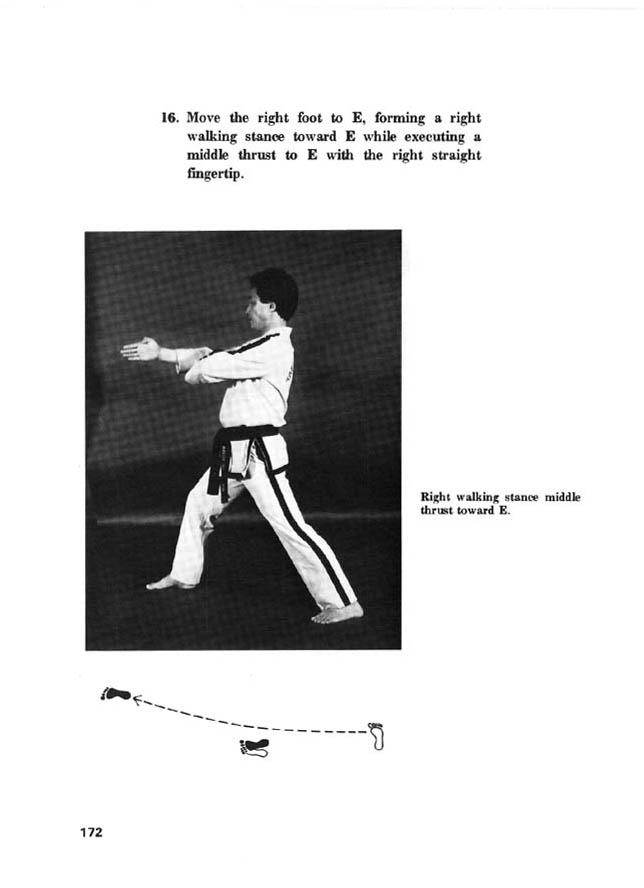 16. Move the right foot to E, forming a right
walking stance toward E while executing a
middle thrust to E with the right straight
fingertip.
Right walking stance middle
thrust toward E.
172